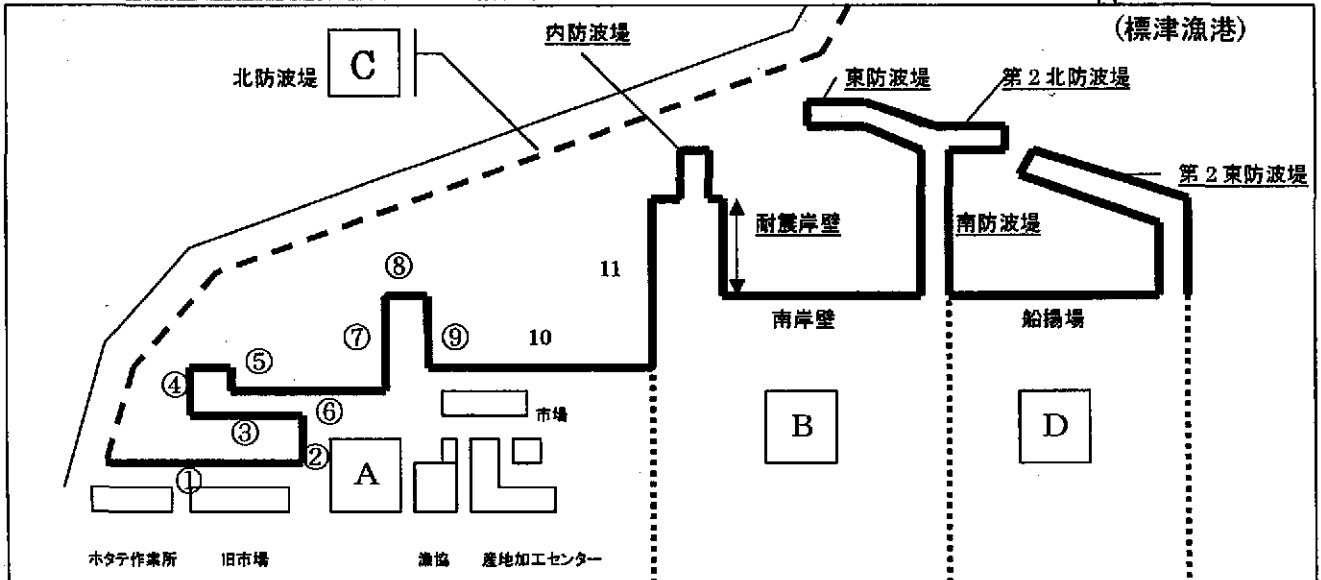 (標津漁港)
内防波堤
北防波堤
C
東防波堤
第2北防波堤
第2東防波堤
耐震岸壁
南防波堤
11
⑧
⑦
⑨
10
南岸壁
船揚場
⑤
④
⑥
③
②
①
市場
A
B
D
ホタテ作業所
旧市場
漁協
産地加工センター